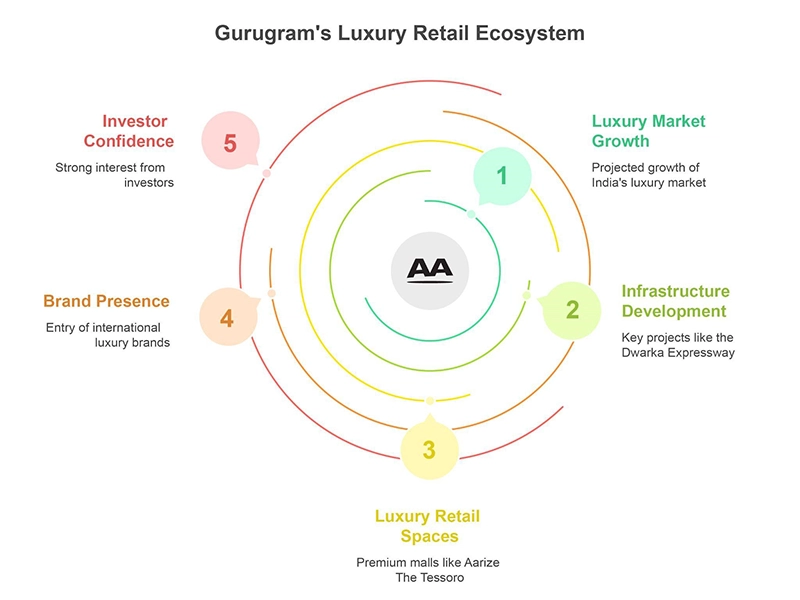 Gurugram's Luxury Retail Ecosystem
1
Luxury Market
Growth
Projected growth of
India's luxury market
2
Infrastructure
Development
Key projects like the
Dwarka Expressway
3
Luxury Retail
Spaces
Premium malls like Aarize
The Tessoro
4
Brand Presence
Entry of international
luxury brands
5
Investor
Confidence
Strong interest from
investors
AA